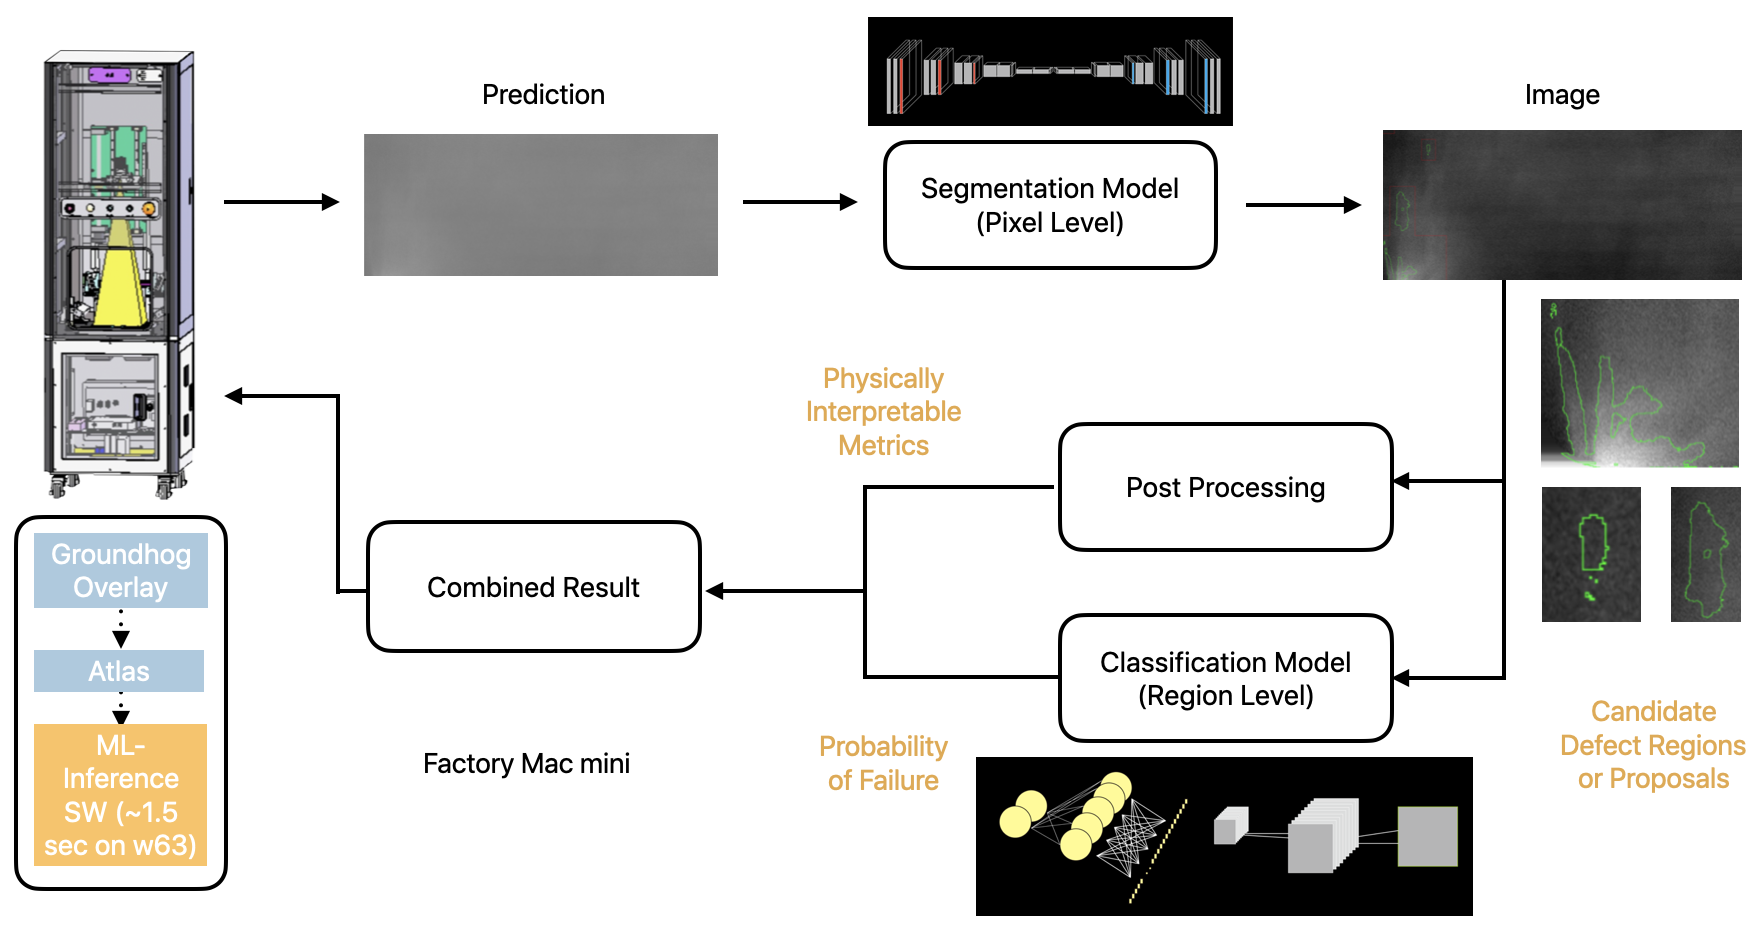 Prediction
Image
Segmentation Model
(Pixel Level)
Physically
Interpretable
Metrics
Post Processing
Groundhog
Overlay
Atlas
ML-
Inference
SW (~1.5
sec on w63)
Combined Result
Classification Model
(Region Level)
Factory Mac mini
Probability
of Failure
Candidate
Defect Regions
or Proposals